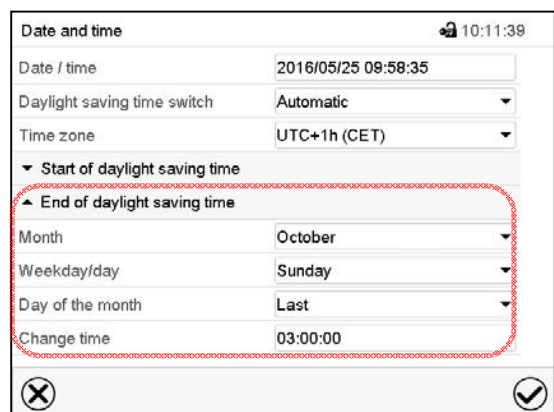 Date and time 10:11:39
Date / time 2016/05/25 09:58:35
Daylight saving time switch Automatic
Time zone UTC+1h (CET)
Start of daylight saving time
End of daylight saving time
Month October
Weekday/day Sunday
Day of the month Last
Change time 03:00:00